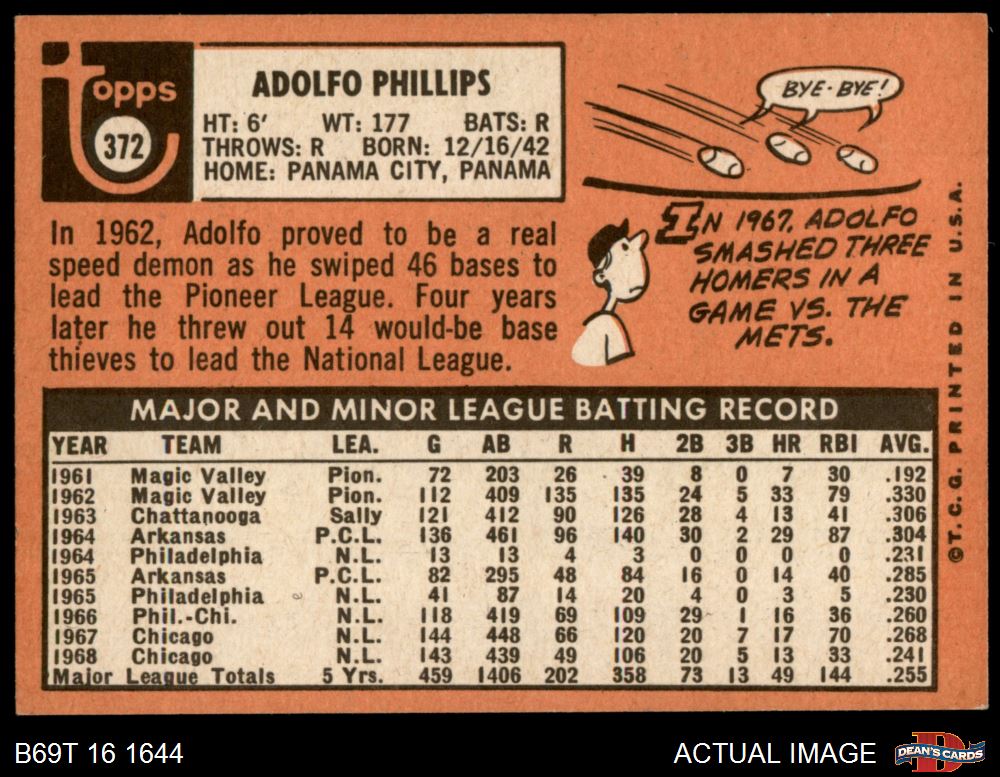 topps
372
ADOLFO PHILLIPS
HT: 6' WT: 177 BATS: R
THROWS: R BORN: 12/16/42
HOME: PANAMA CITY, PANAMA
In 1962, Adolfo proved to be a real
speed demon as he swiped 46 bases to
lead the Pioneer League. Four years
later he threw out 14 would-be base
thieves to lead the National League.
BYE-BYE!
IN 1967, ADOLFO
SMASHED THREE
HOMERS IN A
GAME VS. THE
METS.
©T.C.G. PRINTED IN U.S.A.
MAJOR AND MINOR LEAGUE BATTING RECORD
YEAR TEAM LEA. G AB R H 2B 3B HR RBI AVG.
1961 Magic Valley Pion. 72 203 26 39 8 0 7 30 .192
1962 Magic Valley Pion. 112 409 135 135 24 5 33 79 .330
1963 Chattanooga Sally 121 412 90 126 28 4 13 41 .306
1964 Arkansas P.C.L. 136 461 96 140 30 2 29 87 .304
1964 Philadelphia N.L. 13 13 4 3 0 0 0 0 .231
1965 Arkansas P.C.L. 82 295 48 84 16 0 14 40 .285
1965 Philadelphia N.L. 41 87 14 20 4 0 3 5 .230
1966 Phil.-Chi. N.L. 118 419 69 109 29 1 16 36 .260
1967 Chicago N.L. 144 448 66 120 20 7 17 70 .268
1968 Chicago N.L. 143 439 49 106 20 5 13 33 .241
Major League Totals 5 Yrs. 459 1406 202 358 73 13 49 144 .255
B69T 16 1644
ACTUAL IMAGE
DEAN'S CARDS